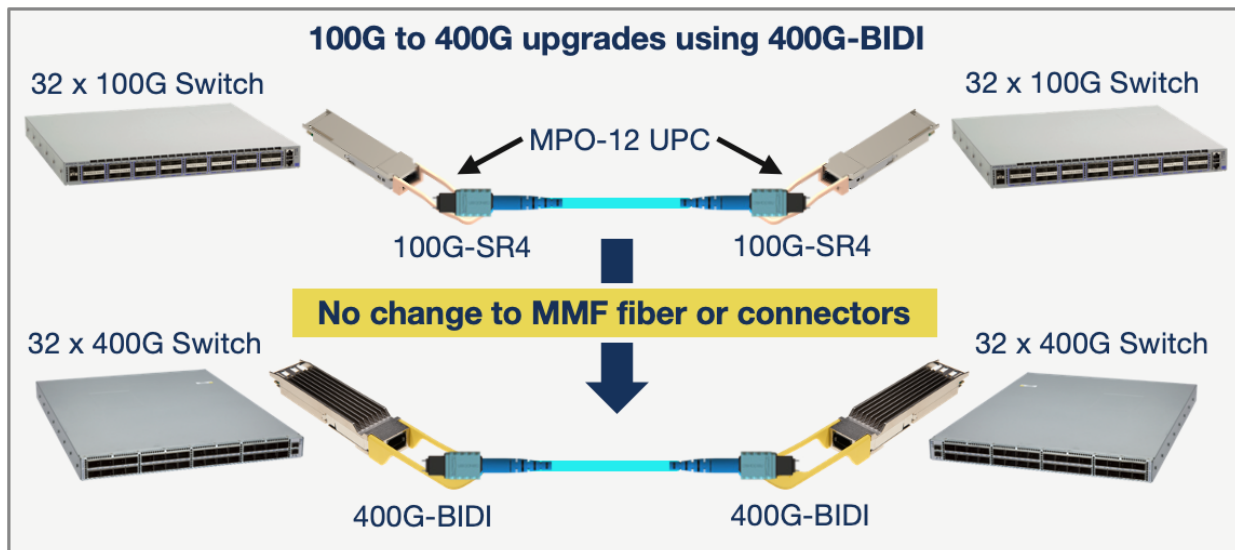 100G to 400G upgrades using 400G-BIDI
32 x 100G Switch
32 x 100G Switch
MPO-12 UPC
100G-SR4
100G-SR4
No change to MMF fiber or connectors
32 x 400G Switch
32 x 400G Switch
400G-BIDI
400G-BIDI